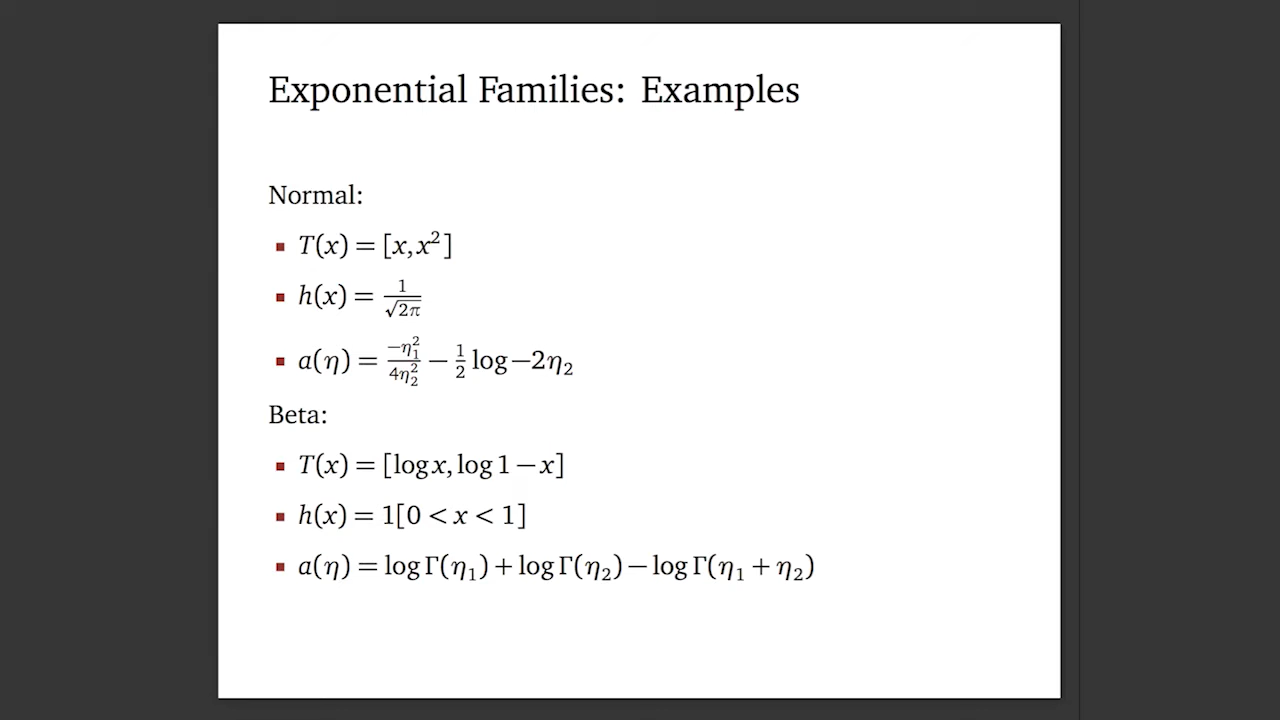 Exponential Families: Examples
Normal:
▪ T(x) = [x, x²]
▪ h(x) = 1/√2π
▪ a(η) = −η₁²/4η₂² − 1/2 log −2η₂
Beta:
▪ T(x) = [log x, log 1 − x]
▪ h(x) = 1[0 < x < 1]
▪ a(η) = log Γ(η₁) + log Γ(η₂) − log Γ(η₁ + η₂)